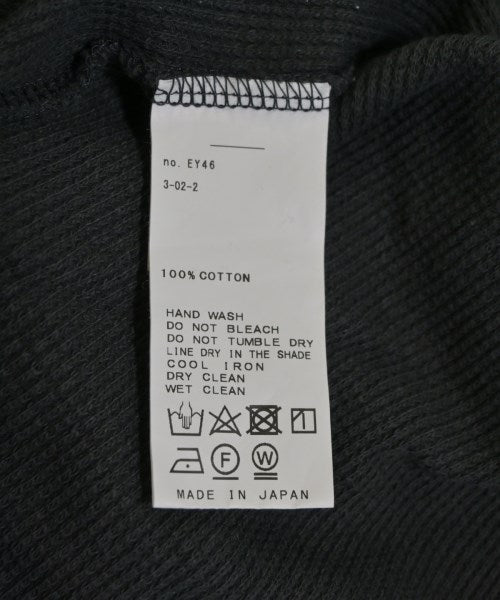 no. EY46
3-02-2
100% COTTON
HAND WASH
DO NOT BLEACH
DO NOT TUMBLE DRY
LINE DRY IN THE SHADE
COOL IRON
DRY CLEAN
WET CLEAN
F W
MADE IN JAPAN